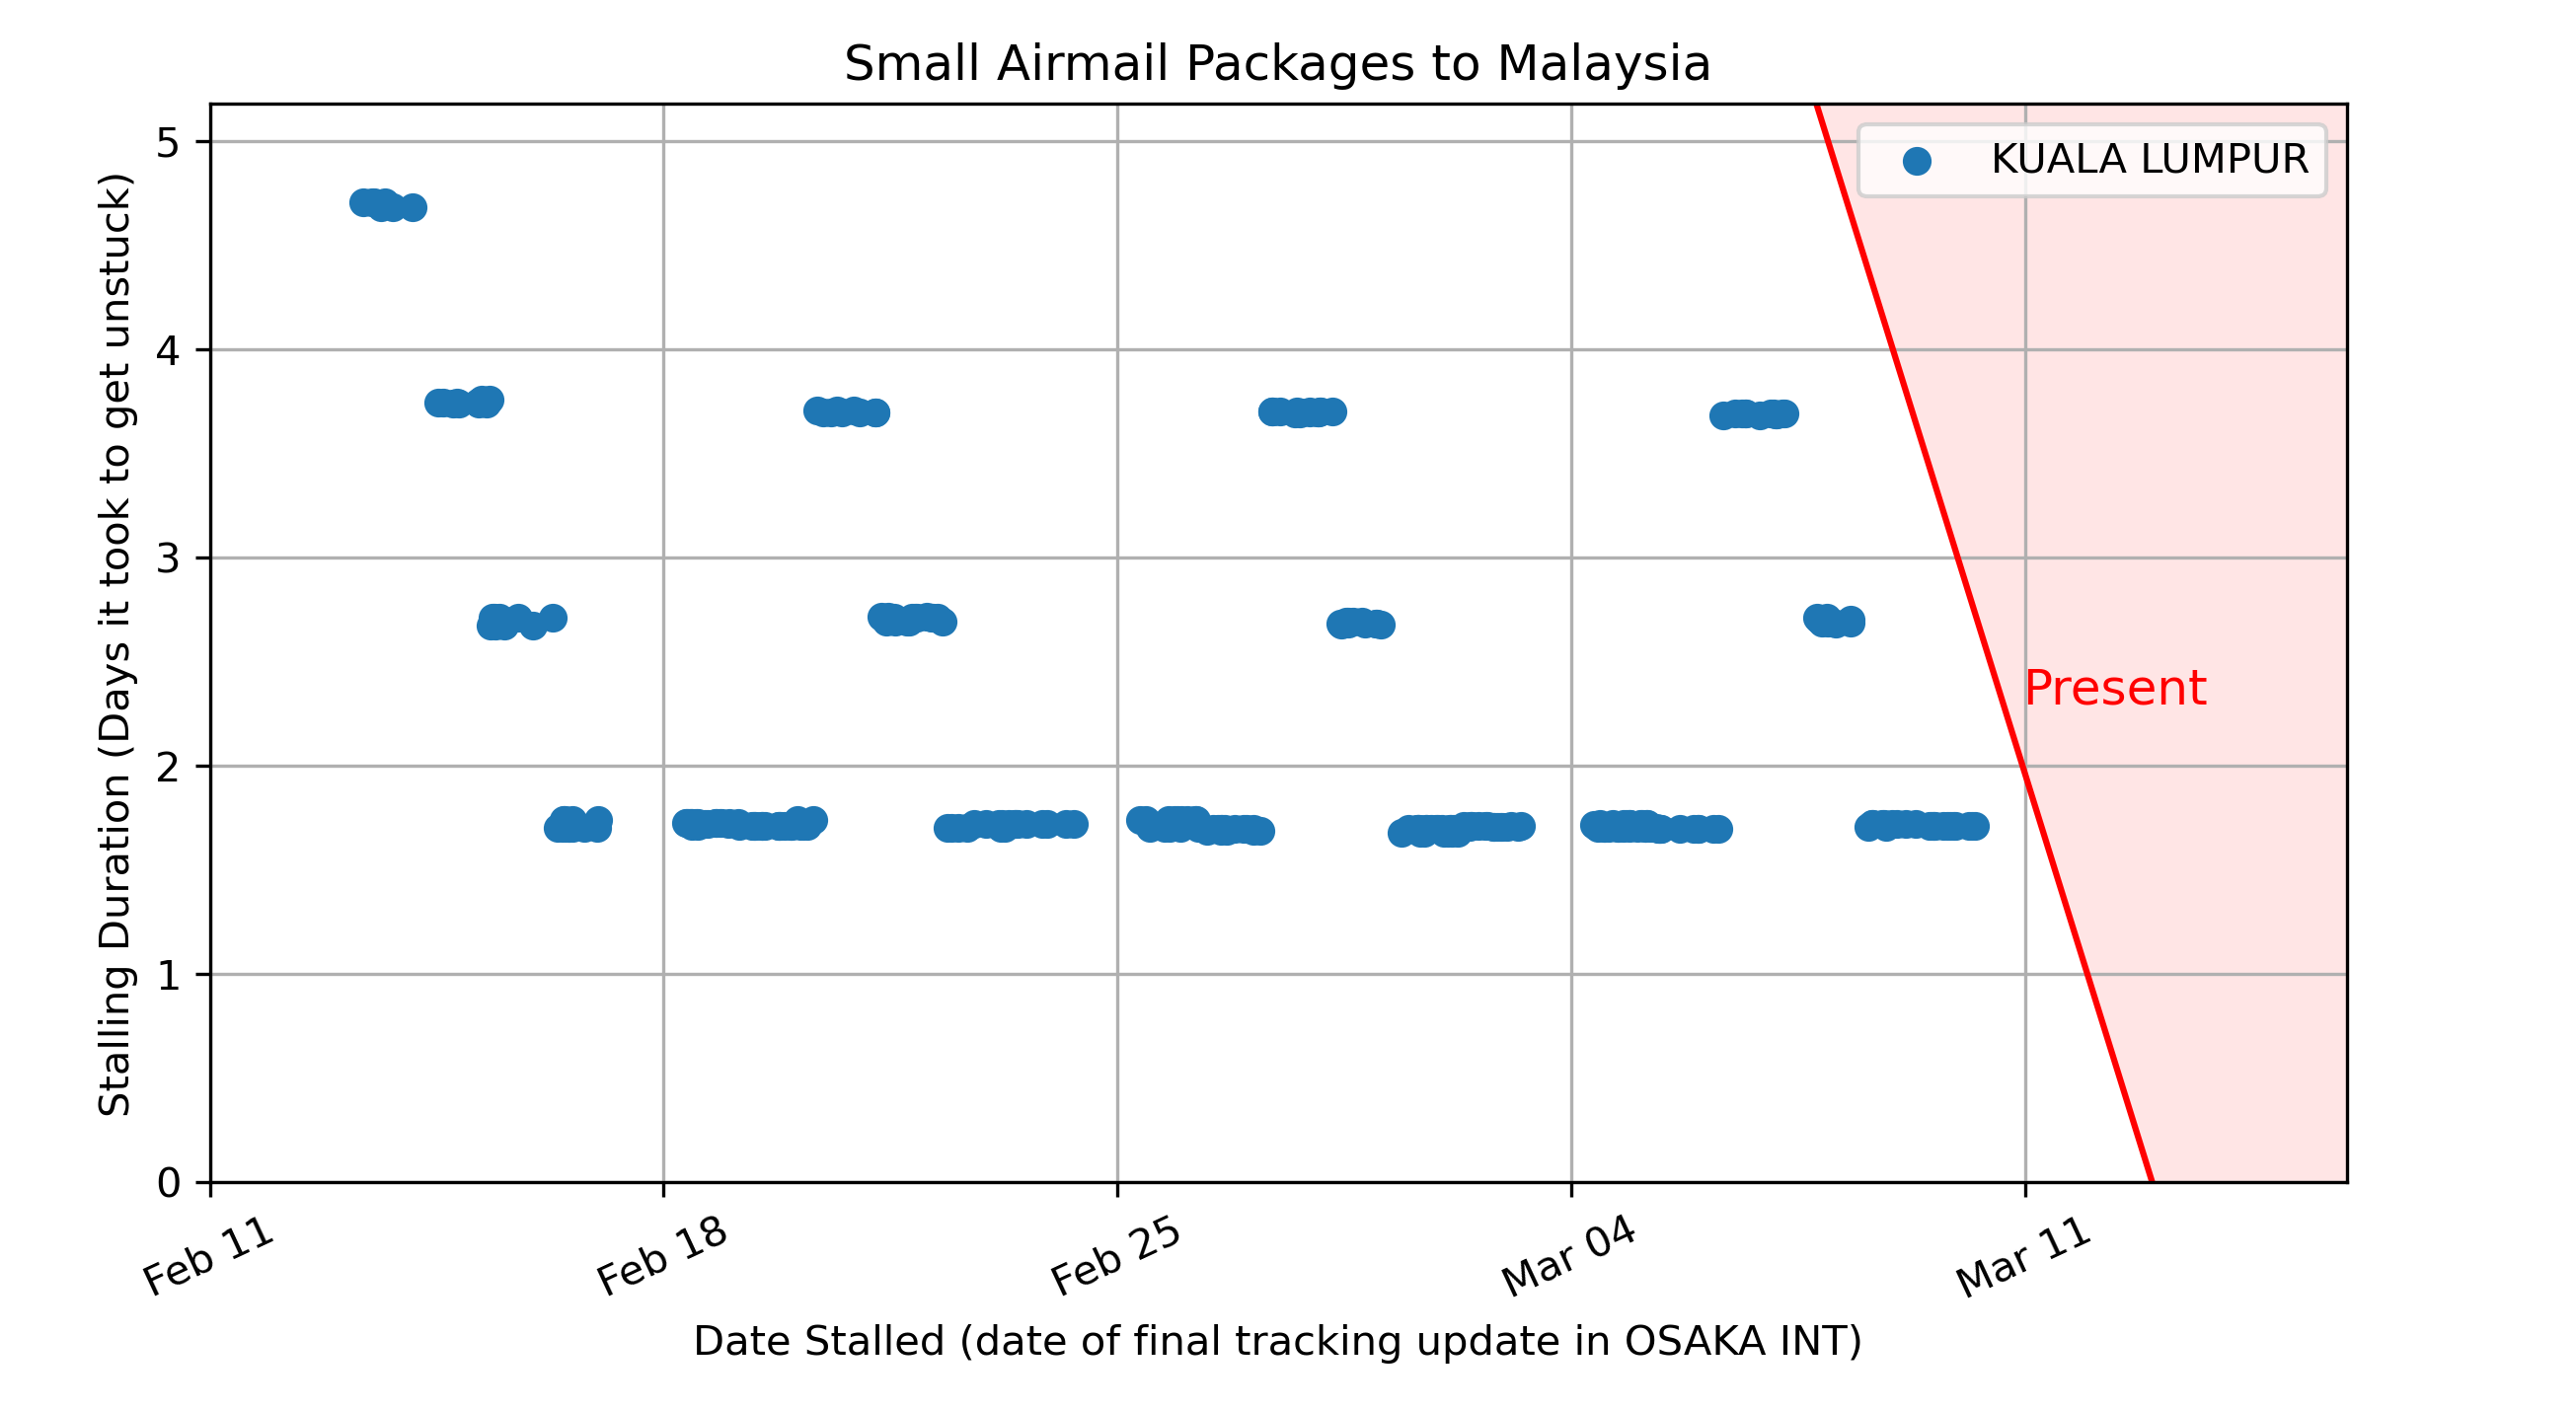 Small Airmail Packages to Malaysia
KUALA LUMPUR
Present
Stalling Duration (Days it took to get unstuck)
5
4
3
2
1
0
Feb 11
Feb 18
Feb 25
Mar 04
Mar 11
Date Stalled (date of final tracking update in OSAKA INT)